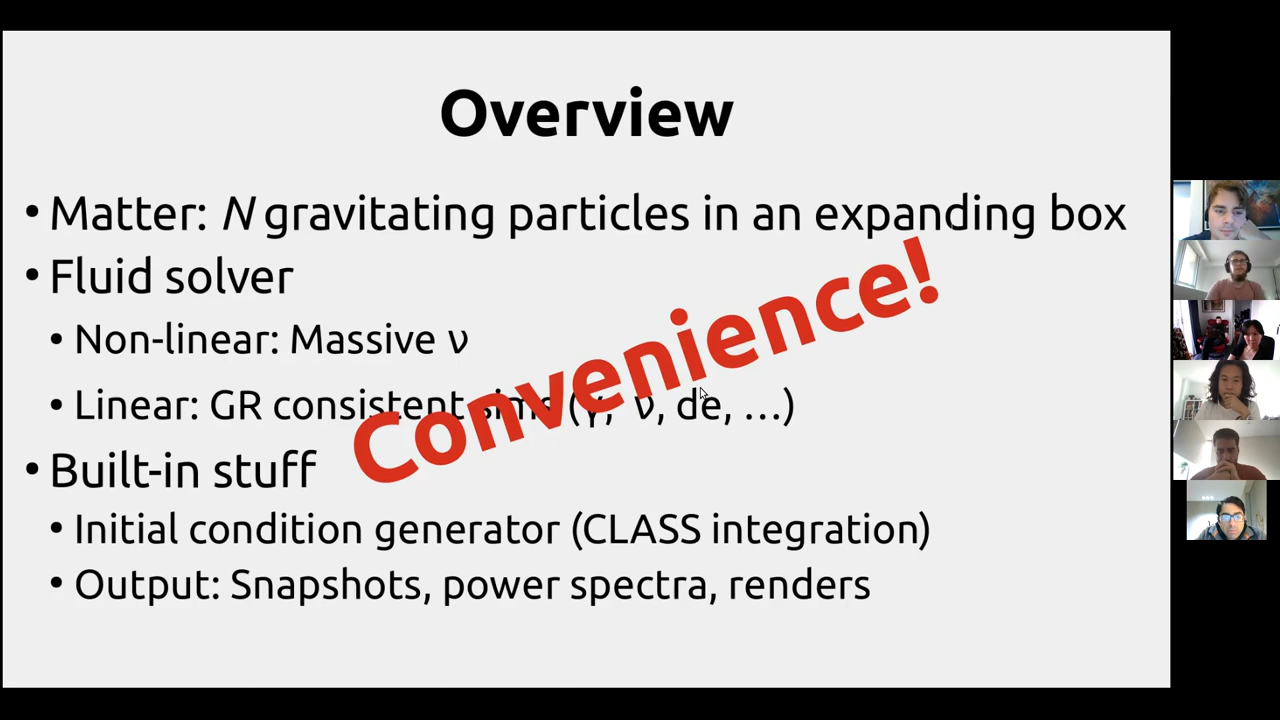 Overview
• Matter: N gravitating particles in an expanding box
• Fluid solver
• Non-linear: Massive ν
• Linear: GR consistent sims (γ, ν, de, …)
• Built-in stuff
• Initial condition generator (CLASS integration)
• Output: Snapshots, power spectra, renders
Convenience!